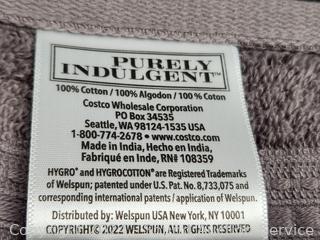 PURELY
INDULGENT™
100% Cotton / 100% Algodon / 100% Coton
Costco Wholesale Corporation
PO Box 34535
Seattle, WA 98124-1535 USA
1-800-774-2678 • www.costco.com
Made in India, Hecho en India,
Fabriqué en Inde, RN# 108359
HYGRO® and HYGROCOTTON® are Registered Trademarks
of Welspun; patented under U.S. Pat. No. 8,733,075 and
corresponding international patents / application pending.
Distributed by: Welspun USA New York, NY 10001
COPYRIGHT© 2022 WELSPUN, ALL RIGHTS RESERVED